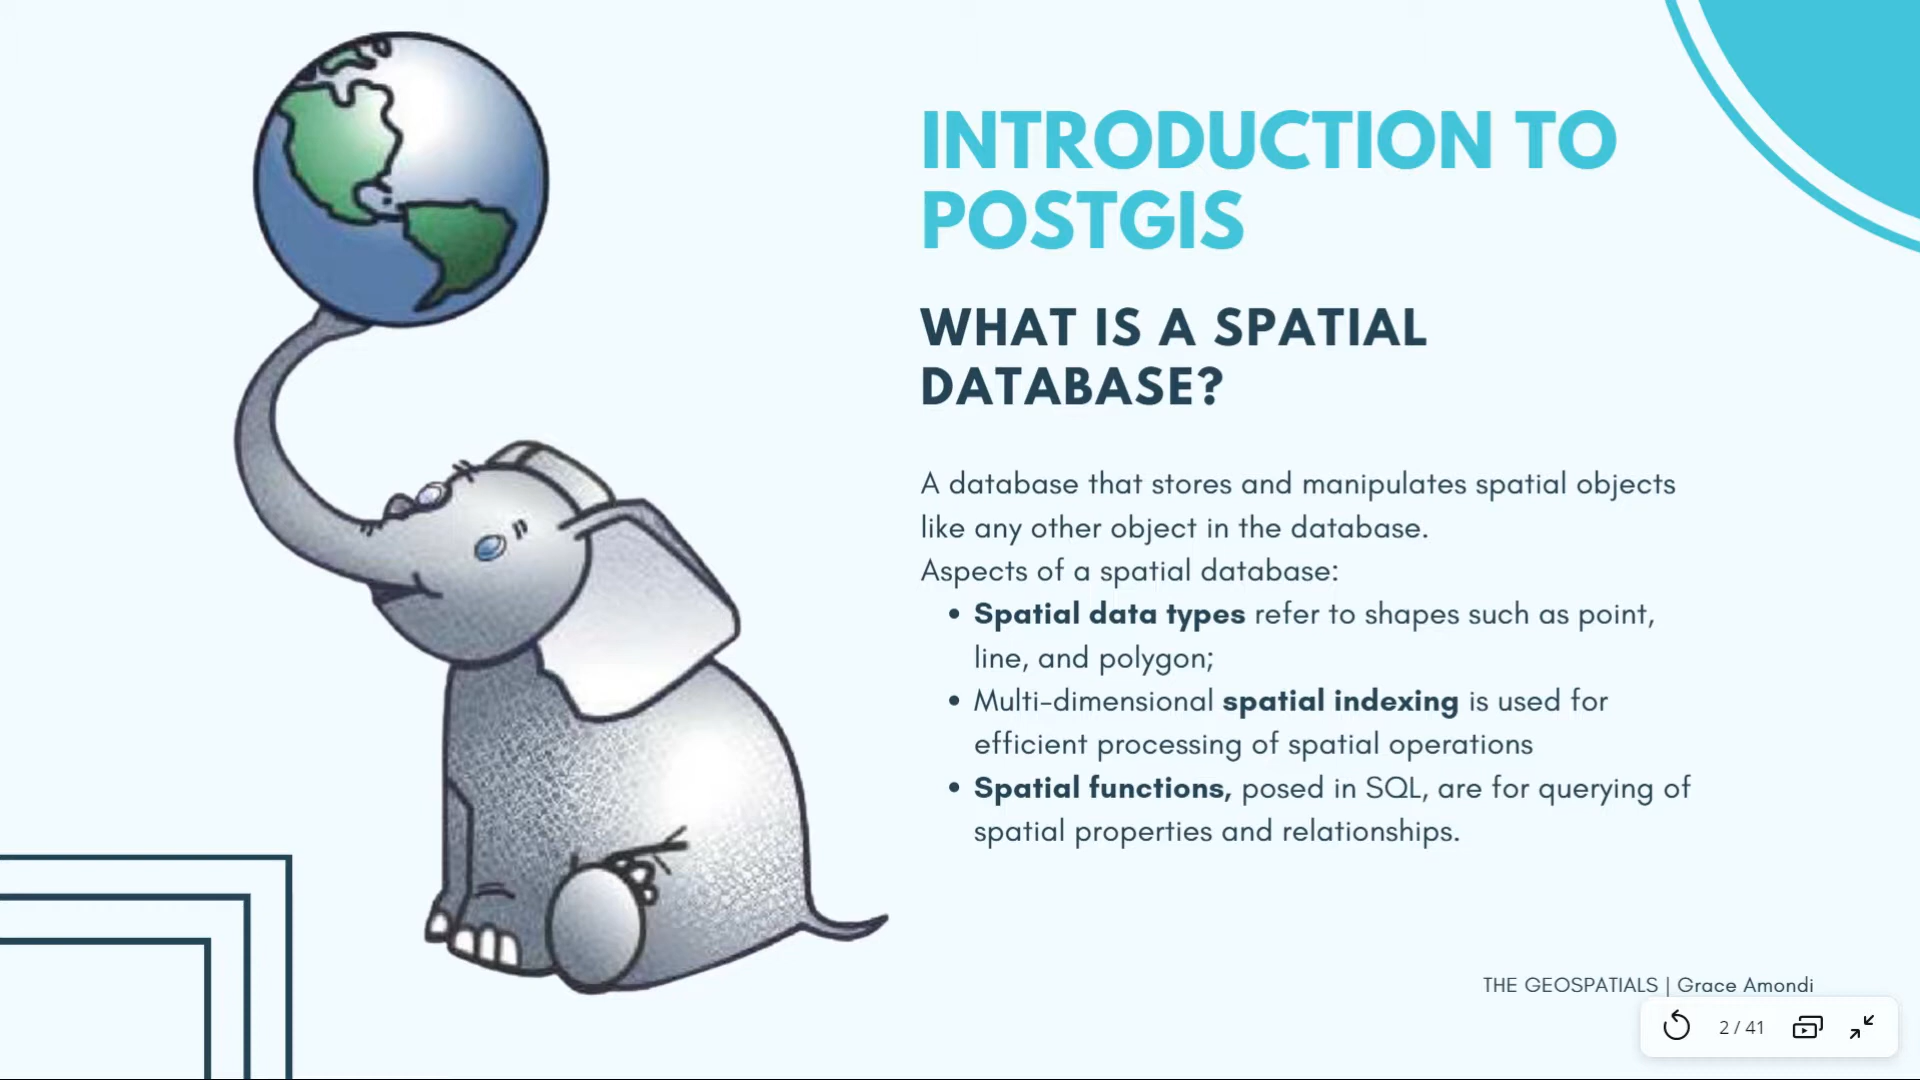 INTRODUCTION TO
POSTGIS
WHAT IS A SPATIAL
DATABASE?
A database that stores and manipulates spatial objects
like any other object in the database.
Aspects of a spatial database:
• Spatial data types refer to shapes such as point,
line, and polygon;
• Multi-dimensional spatial indexing is used for
efficient processing of spatial operations
• Spatial functions, posed in SQL, are for querying of
spatial properties and relationships.
THE GEOSPATIALS | Grace Amondi
2 / 41